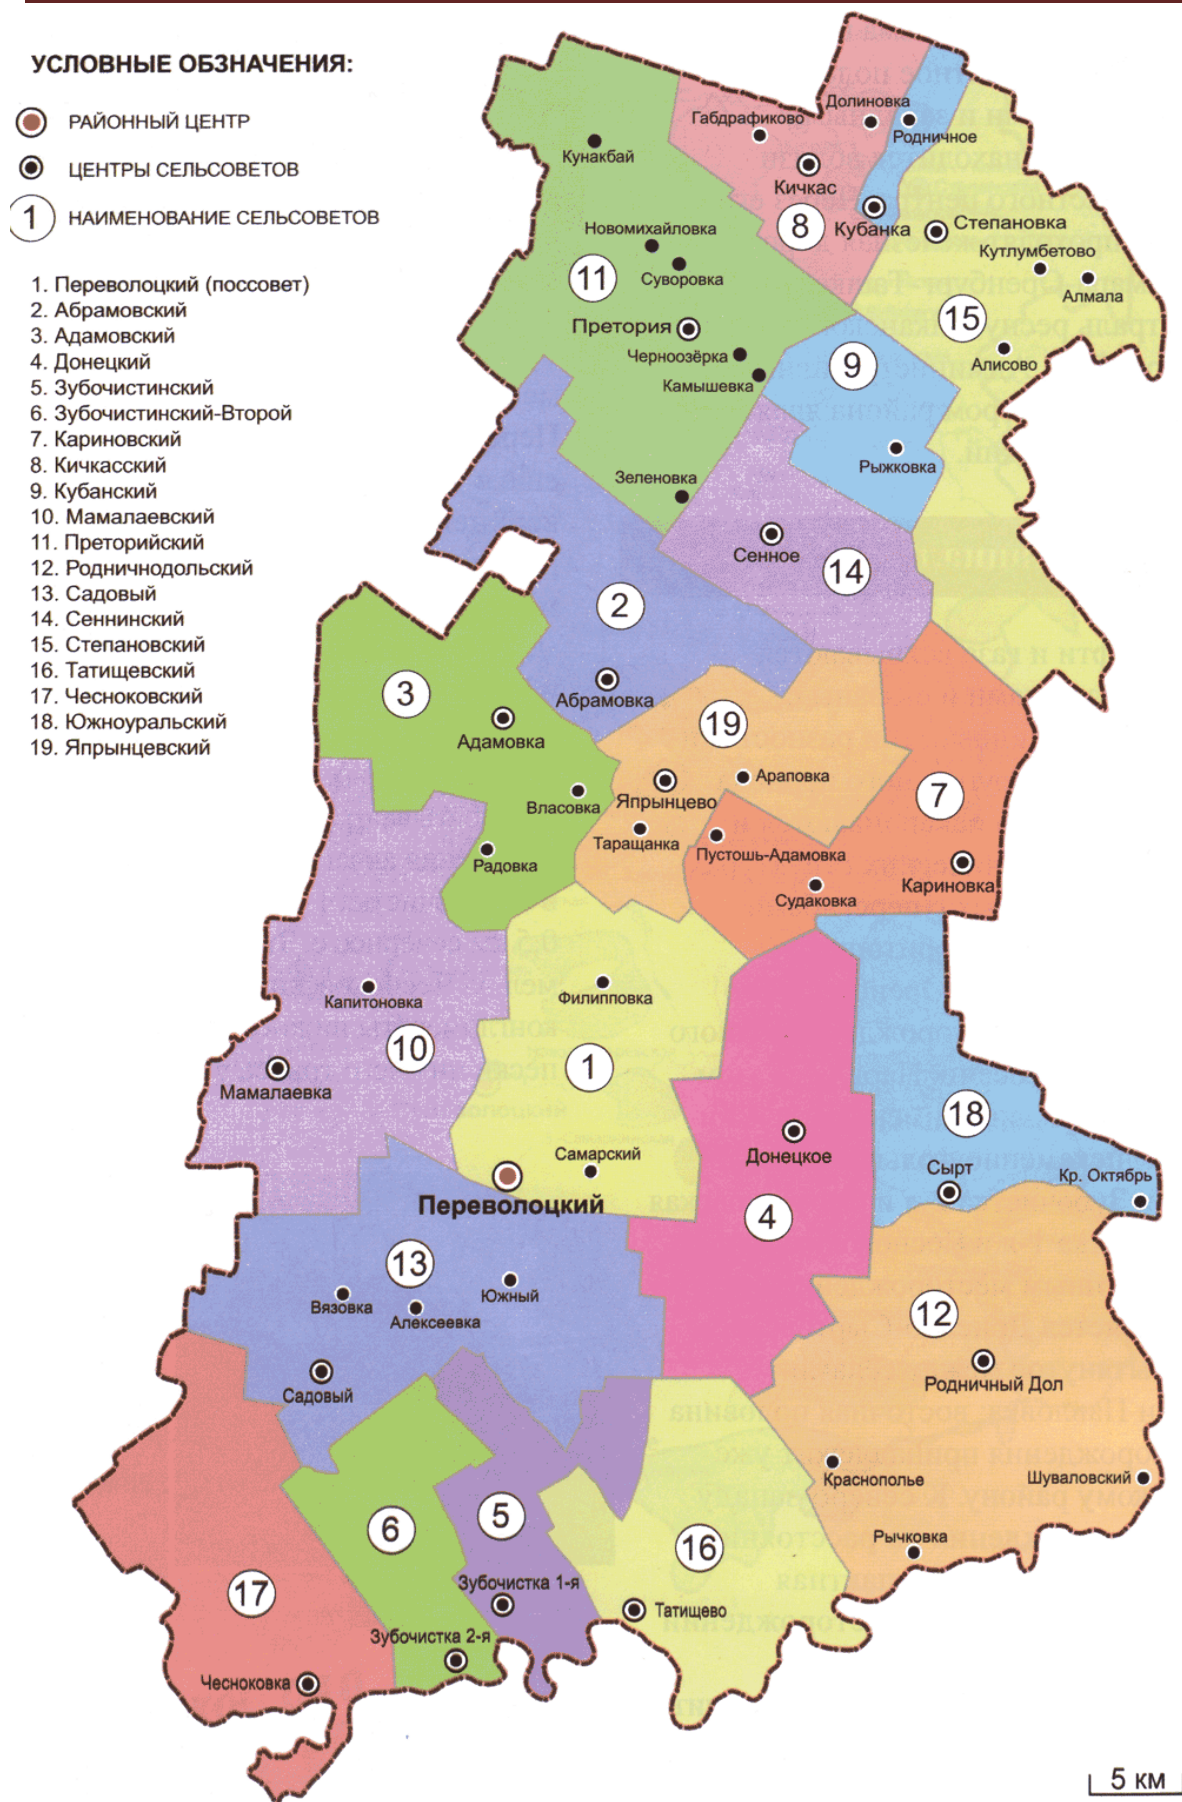 УСЛОВНЫЕ ОБЗНАЧЕНИЯ:
РАЙОННЫЙ ЦЕНТР
ЦЕНТРЫ СЕЛЬСОВЕТОВ
1 НАИМЕНОВАНИЕ СЕЛЬСОВЕТОВ
1. Переволоцкий (поссовет)
2. Абрамовский
3. Адамовский
4. Донецкий
5. Зубочистинский
6. Зубочистинский-Второй
7. Кариновский
8. Кичкасский
9. Кубанский
10. Мамалаевский
11. Преторийский
12. Родничнодольский
13. Садовый
14. Сеннинский
15. Степановский
16. Татищевский
17. Чесноковский
18. Южноуральский
19. Япрынцевский
Долиновка
Габдрафиково
Родничное
Кунакбай
Кичкас
8
Кубанка
Степановка
Новомихайловка
Кутлумбетово
11
Суворовка
Алмала
15
Претория
Черноозёрка
Алисово
9
Камышевка
Рыжковка
Зеленовка
Сенное
14
2
3
Абрамовка
19
Адамовка
Араповка
Япрынцево
7
Власовка
Таращанка
Пустошь-Адамовка
Радовка
Кариновка
Судаковка
Филипповка
Капитоновка
10
1
Мамалаевка
18
Донецкое
Самарский
Сырт
Кр. Октябрь
Переволоцкий
4
13
Южный
Вязовка
Алексеевка
12
Родничный Дол
Садовый
Краснополье
Шуваловский
5
6
Рычковка
16
17
Зубочистка 1-я
Татищево
Зубочистка 2-я
Чесноковка
5 км